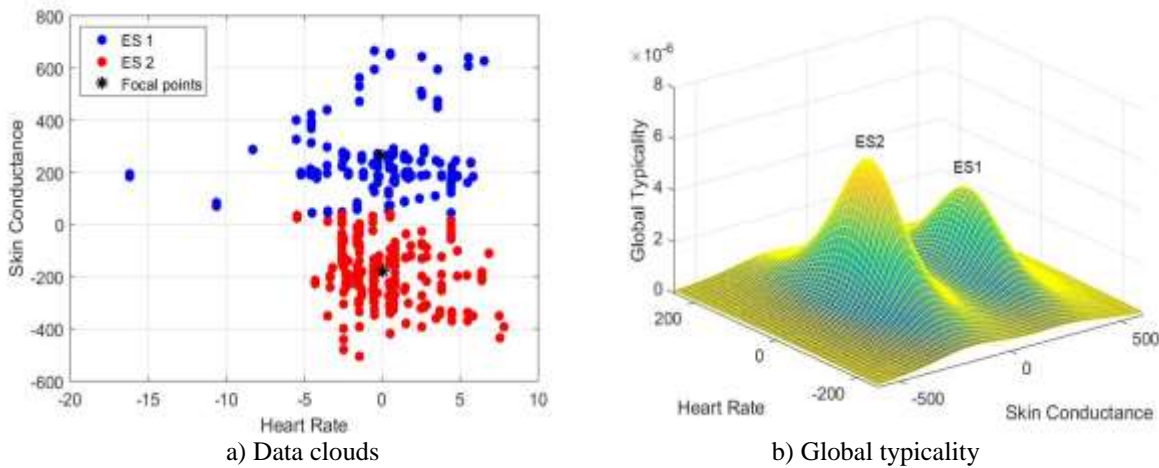 800
600
400
200
0
-200
-400
-600
Skin Conductance
ES 1
ES 2
Focal points
-20 -15 -10 -5 0 5 10
Heart Rate
a) Data clouds
×10⁻⁶
8
6
4
2
0
Global Typicality
ES2
ES1
200
0
-200
Heart Rate
-500
0
500
Skin Conductance
b) Global typicality